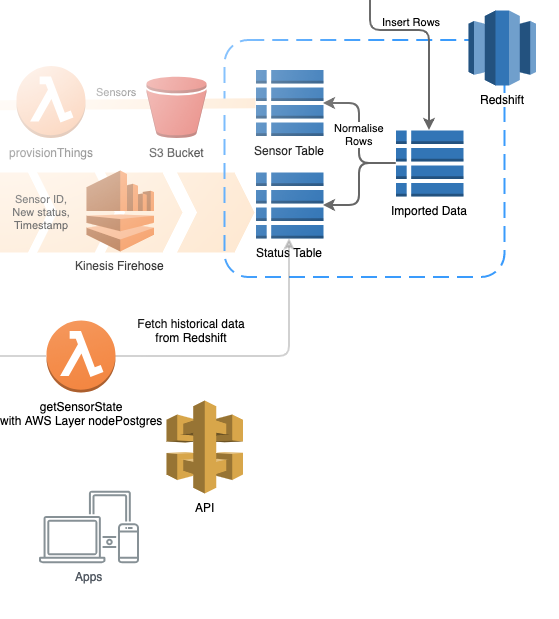 Insert Rows
Redshift
Sensors
provisionThings
S3 Bucket
Sensor Table
Normalise
Rows
Imported Data
Sensor ID,
New status,
Timestamp
Kinesis Firehose
Status Table
Fetch historical data
from Redshift
getSensorState
with AWS Layer nodePostgres
API
Apps